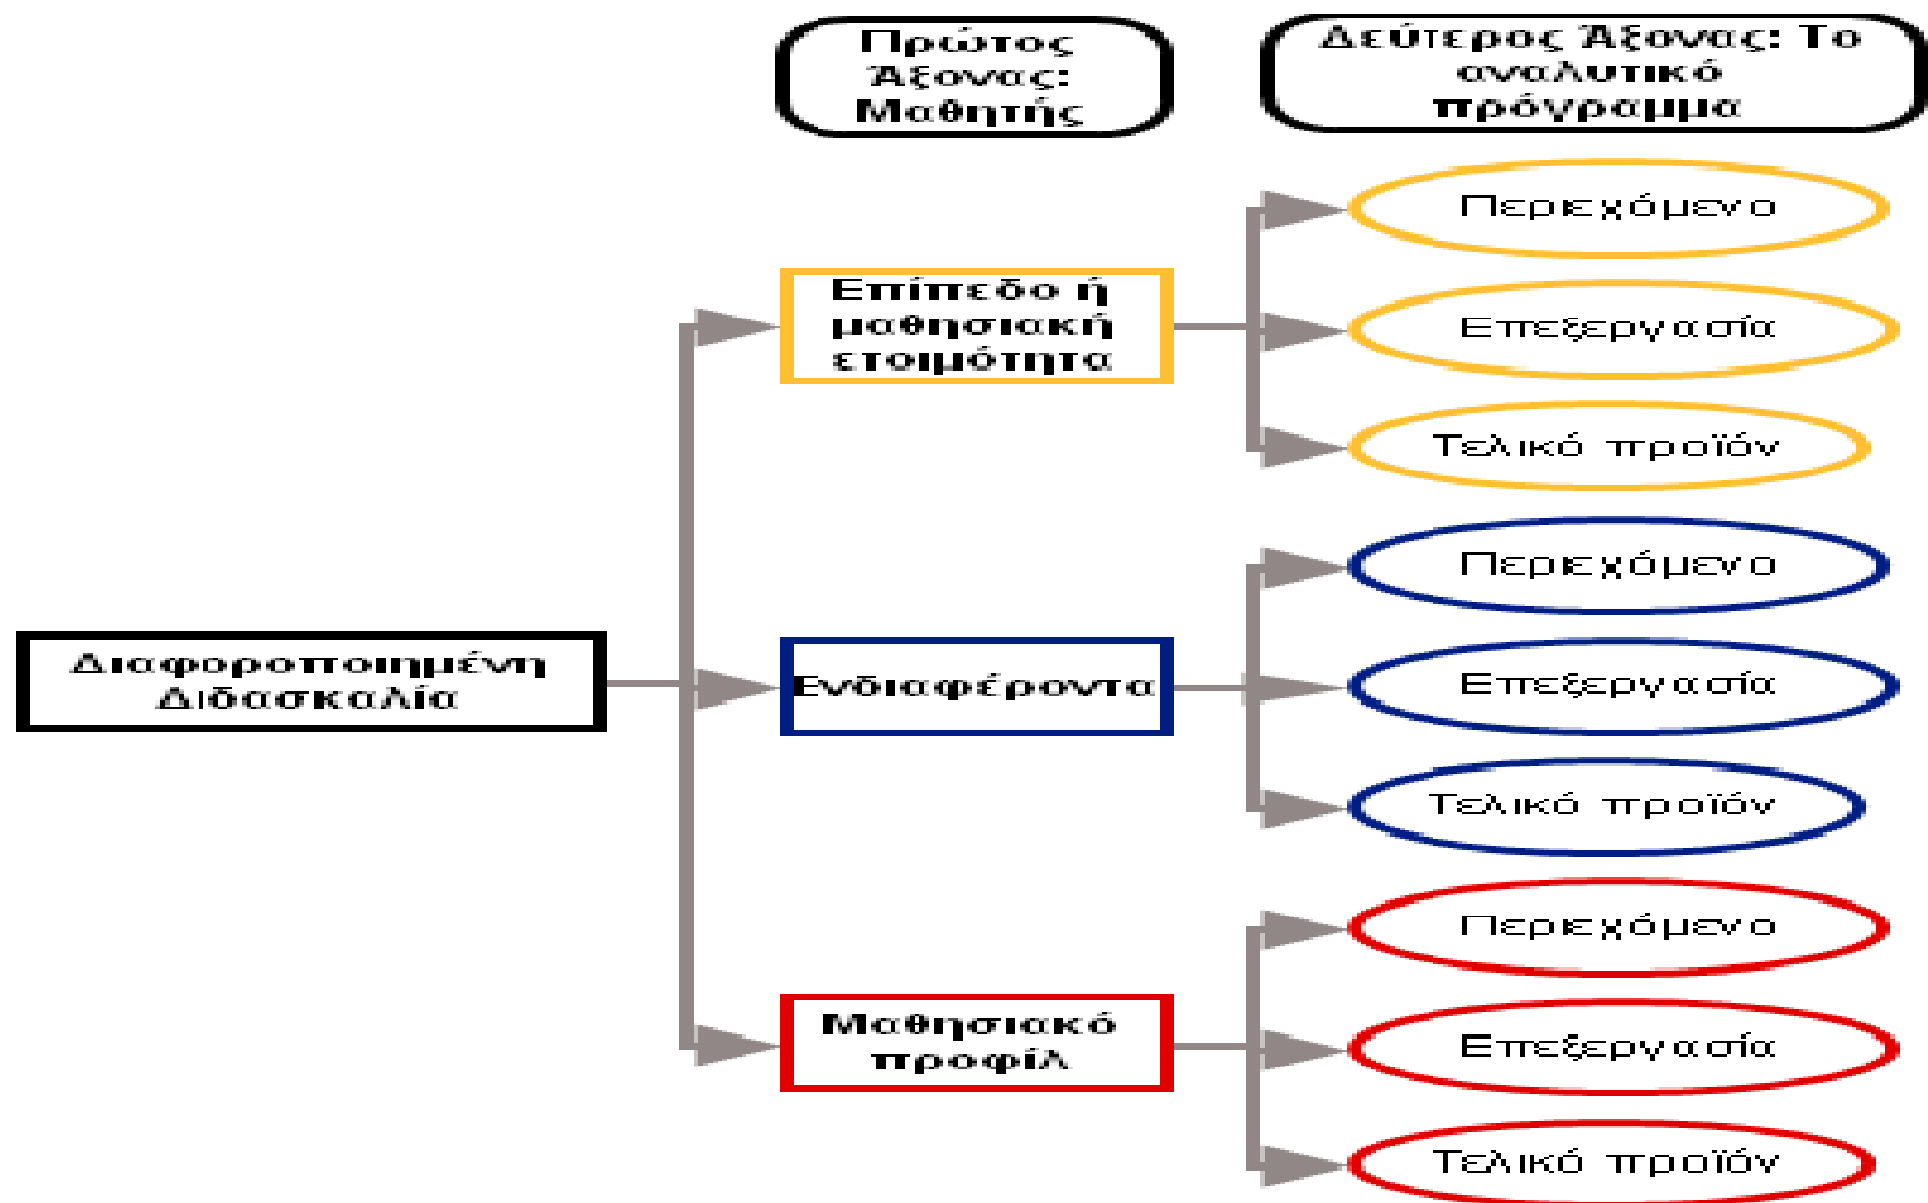 Πρώτος
Άξονας:
Μαθητής
Δεύτερος Άξονας: Το
αναλυτικό
πρόγραμμα
Περιεχόμενο
Επίπεδο ή
μαθησιακή
ετοιμότητα
Επεξεργασία
Τελικό προϊόν
Περιεχόμενο
Διαφοροποιημένη
Διδασκαλία
Ενδιαφέροντα
Επεξεργασία
Τελικό προϊόν
Περιεχόμενο
Μαθησιακό
προφίλ
Επεξεργασία
Τελικό προϊόν